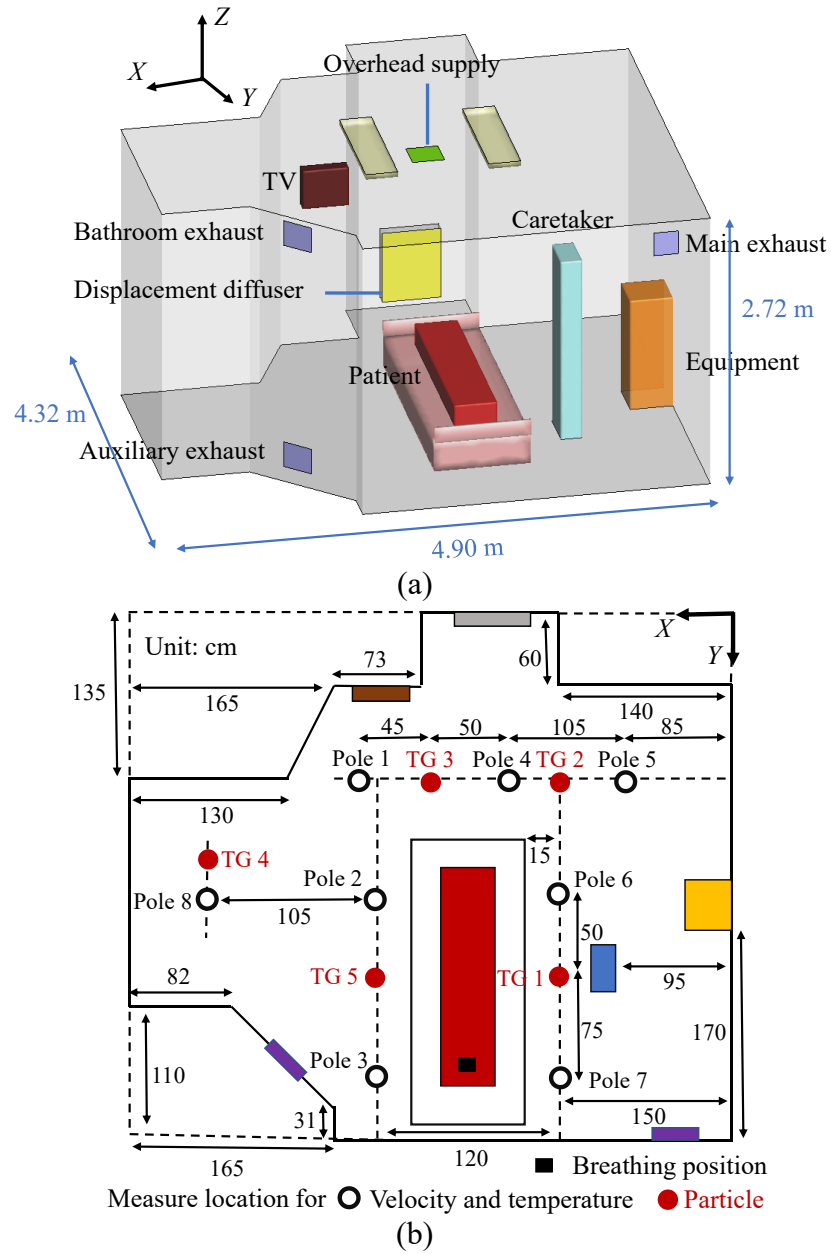 Z
X
Y
Overhead supply
TV
Caretaker
Bathroom exhaust
Main exhaust
Displacement diffuser
2.72 m
Patient
Equipment
4.32 m
Auxiliary exhaust
4.90 m
(a)
Unit: cm
X
Y
73
60
135
165
140
45
50
105
85
Pole 1
TG 3
Pole 4
TG 2
Pole 5
130
15
TG 4
Pole 2
Pole 6
Pole 8
105
50
82
TG 5
TG 1
95
75
170
110
Pole 3
Pole 7
31
150
165
120
Breathing position
Measure location for Velocity and temperature Particle
(b)